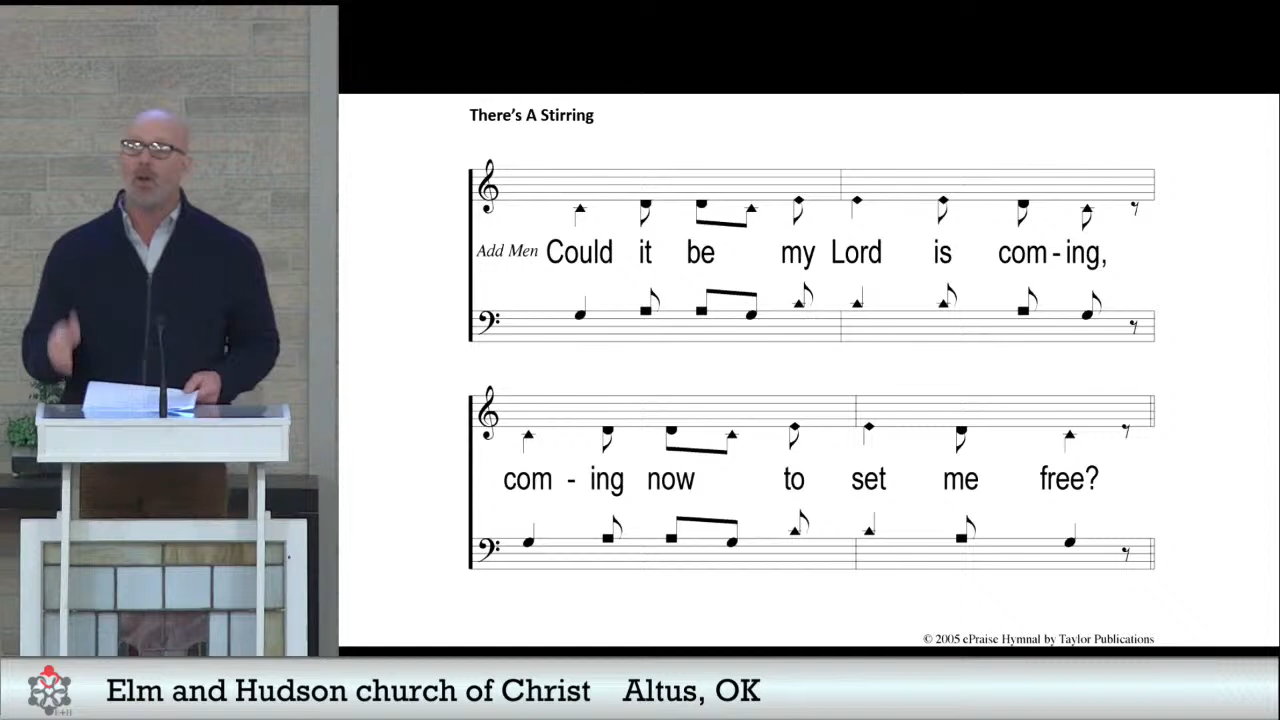 There's A Stirring
Add Men Could it be my Lord is com - ing,
com - ing now to set me free?
© 2005 ePraise Hymnal by Taylor Publications
E+H
Elm and Hudson church of Christ Altus, OK